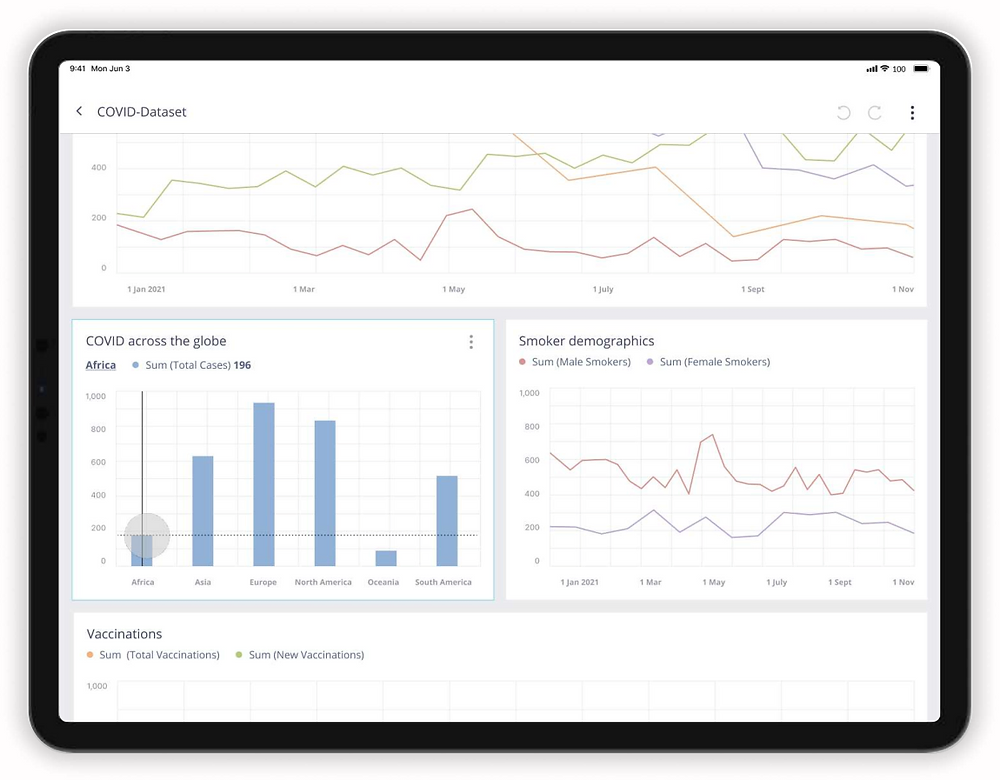 9:41 Mon Jun 3 100
COVID-Dataset
400
200
0
1 Jan 2021 1 Mar 1 May 1 July 1 Sept 1 Nov
COVID across the globe
Africa Sum (Total Cases) 196
1,000
800
600
400
200
0
Africa Asia Europe North America Oceania South America
Smoker demographics
Sum (Male Smokers) Sum (Female Smokers)
1,000
800
600
400
200
0
1 Jan 2021 1 Mar 1 May 1 July 1 Sept 1 Nov
Vaccinations
Sum (Total Vaccinations) Sum (New Vaccinations)
1,000